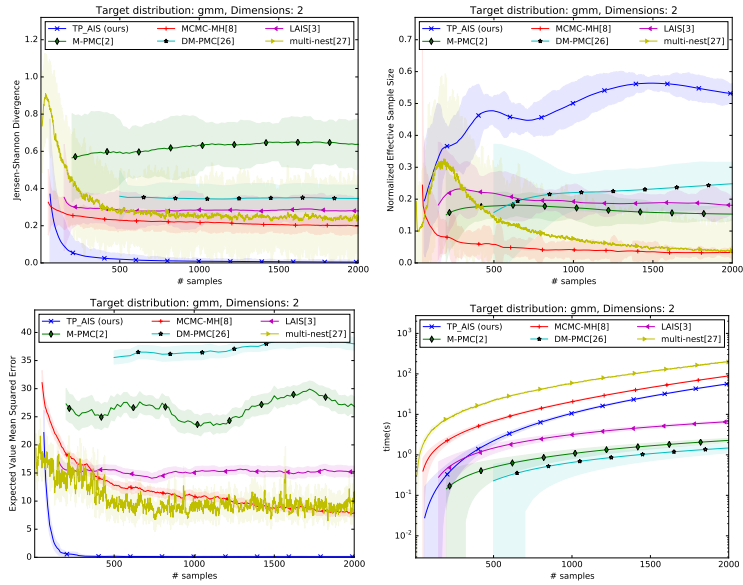 Target distribution: gmm, Dimensions: 2
TP_AIS (ours) MCMC-MH[8] LAIS[3]
M-PMC[2] DM-PMC[26] multi-nest[27]
Jensen-Shannon Divergence
1.2
1.0
0.8
0.6
0.4
0.2
0.0
500 1000 1500 2000
# samples
Target distribution: gmm, Dimensions: 2
TP_AIS (ours) MCMC-MH[8] LAIS[3]
M-PMC[2] DM-PMC[26] multi-nest[27]
Normalized Effective Sample Size
0.7
0.6
0.5
0.4
0.3
0.2
0.1
0.0
500 1000 1500 2000
# samples
Target distribution: gmm, Dimensions: 2
TP_AIS (ours) MCMC-MH[8] LAIS[3]
M-PMC[2] DM-PMC[26] multi-nest[27]
Expected Value Mean Squared Error
40
35
30
25
20
15
10
5
0
500 1000 1500 2000
# samples
Target distribution: gmm, Dimensions: 2
TP_AIS (ours) MCMC-MH[8] LAIS[3]
M-PMC[2] DM-PMC[26] multi-nest[27]
time(s)
10³
10²
10¹
10⁰
10⁻¹
10⁻²
500 1000 1500 2000
# samples